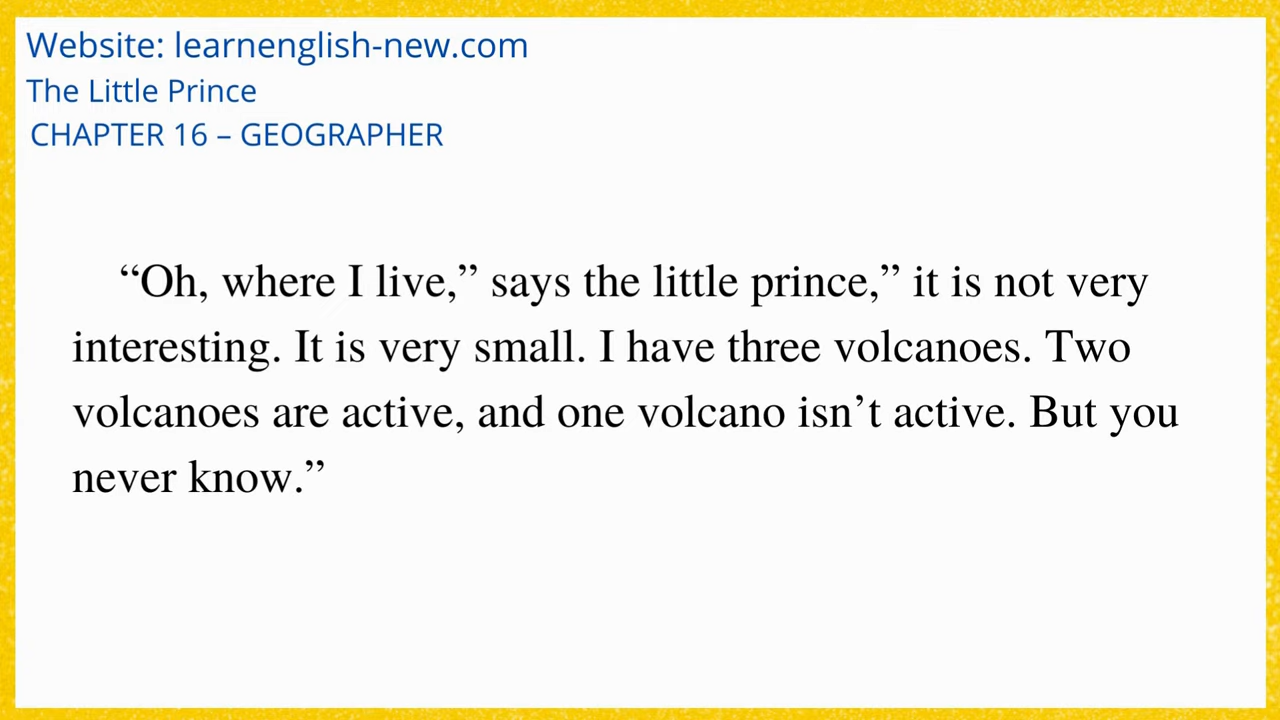 Website: learnenglish-new.com
The Little Prince
CHAPTER 16 – GEOGRAPHER
“Oh, where I live,” says the little prince,” it is not very
interesting. It is very small. I have three volcanoes. Two
volcanoes are active, and one volcano isn’t active. But you
never know.”